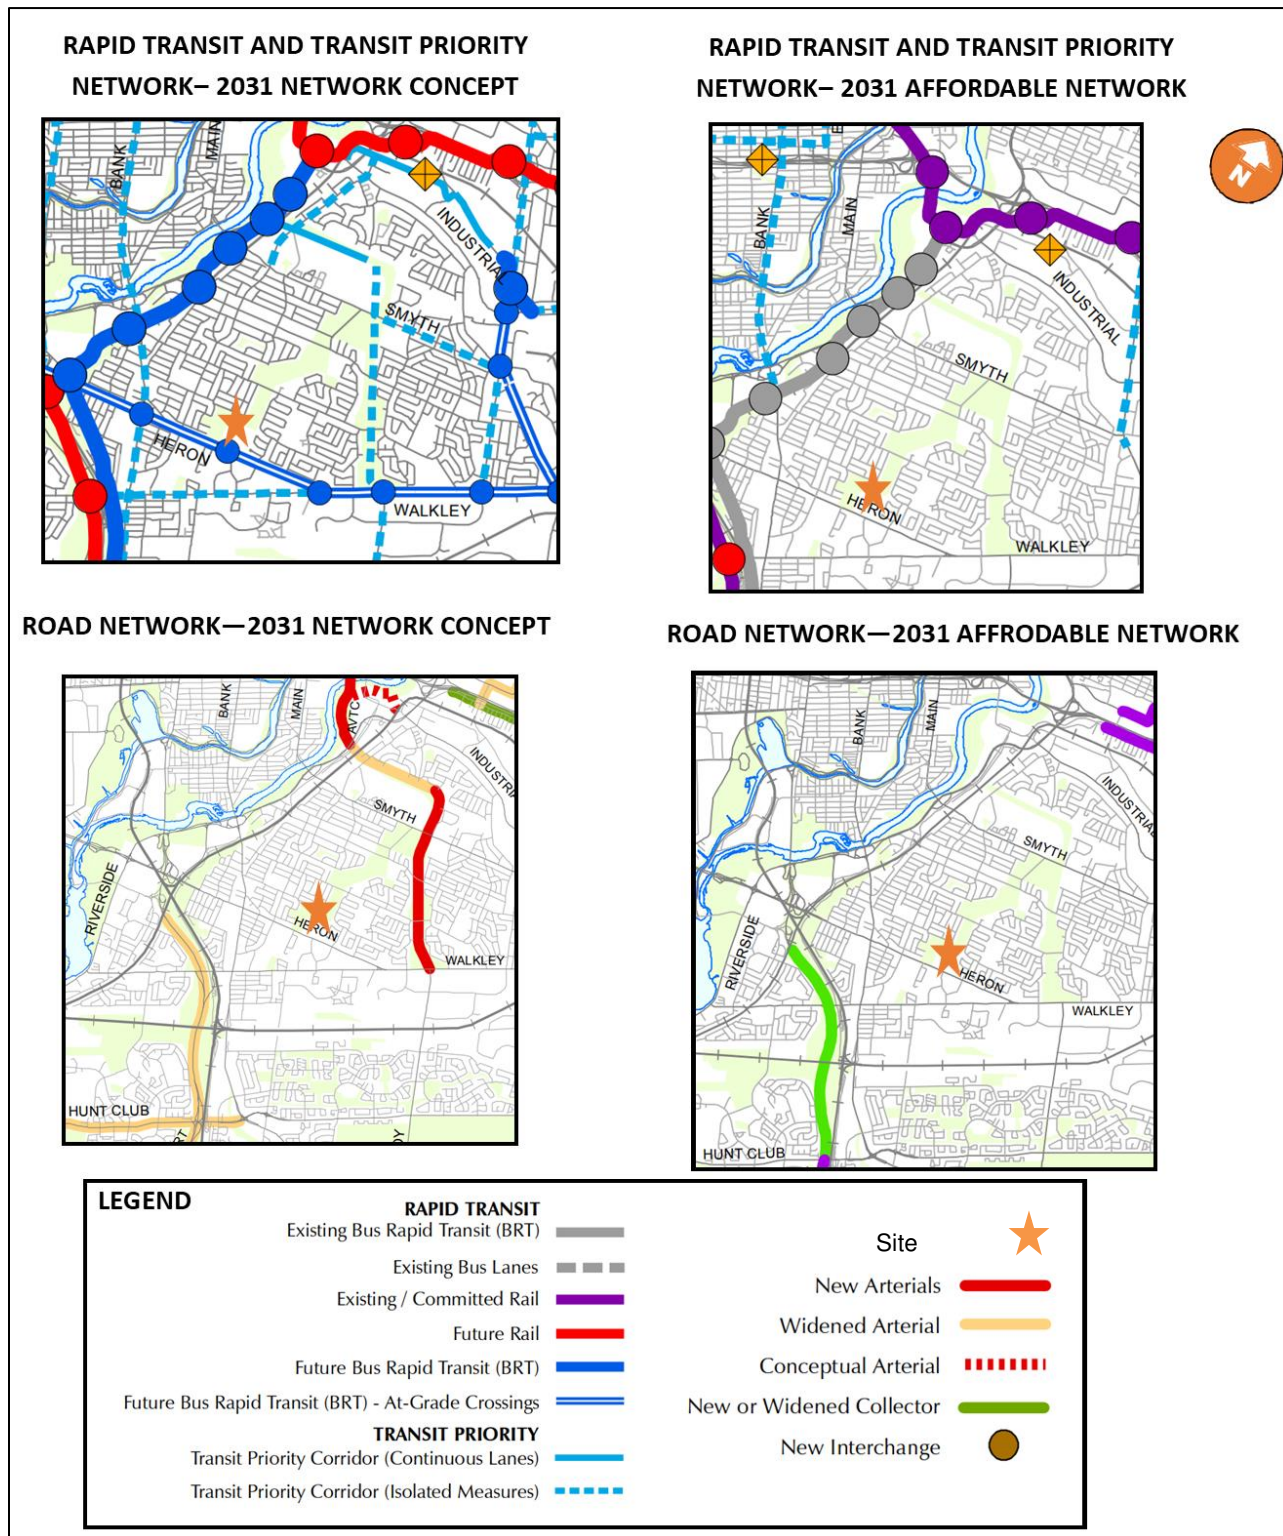 RAPID TRANSIT AND TRANSIT PRIORITY
NETWORK– 2031 NETWORK CONCEPT
BANK
MAIN
INDUSTRIAL
SMYTH
HERON
WALKLEY
RAPID TRANSIT AND TRANSIT PRIORITY
NETWORK– 2031 AFFORDABLE NETWORK
N
E
BANK
MAIN
INDUSTRIAL
SMYTH
HERON
WALKLEY
ROAD NETWORK—2031 NETWORK CONCEPT
BANK
MAIN
AVTC
INDUSTRIA
SMYTH
RIVERSIDE
HERON
WALKLEY
HUNT CLUB
RT
DY
ROAD NETWORK—2031 AFFRODABLE NETWORK
BANK
MAIN
INDUSTRIAL
SMYTH
RIVERSIDE
HERON
WALKLEY
HUNT CLUB
LEGEND
RAPID TRANSIT
Existing Bus Rapid Transit (BRT)
Existing Bus Lanes
Existing / Committed Rail
Future Rail
Future Bus Rapid Transit (BRT)
Future Bus Rapid Transit (BRT) - At-Grade Crossings
TRANSIT PRIORITY
Transit Priority Corridor (Continuous Lanes)
Transit Priority Corridor (Isolated Measures)
Site
New Arterials
Widened Arterial
Conceptual Arterial
New or Widened Collector
New Interchange